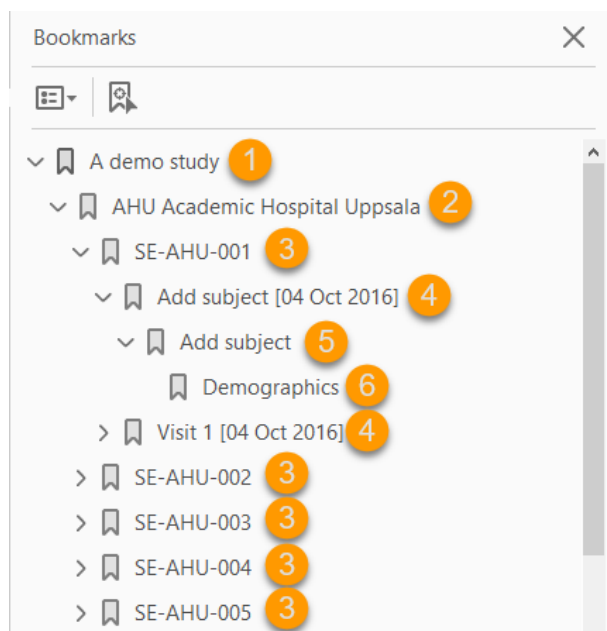 Bookmarks
A demo study 1
AHU Academic Hospital Uppsala 2
SE-AHU-001 3
Add subject [04 Oct 2016] 4
Add subject 5
Demographics 6
Visit 1 [04 Oct 2016] 4
SE-AHU-002 3
SE-AHU-003 3
SE-AHU-004 3
SE-AHU-005 3